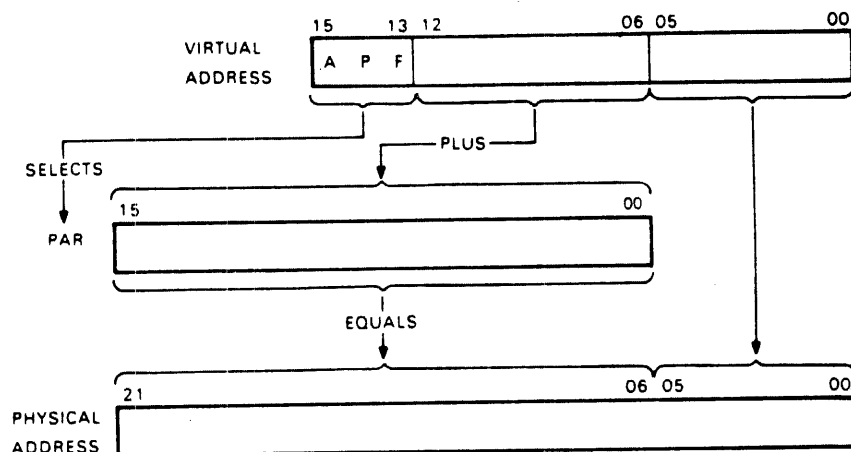 15 13 12 06 05 00
VIRTUAL
ADDRESS
A P F
PLUS
SELECTS
15 00
PAR
EQUALS
21 06 05 00
PHYSICAL
ADDRESS